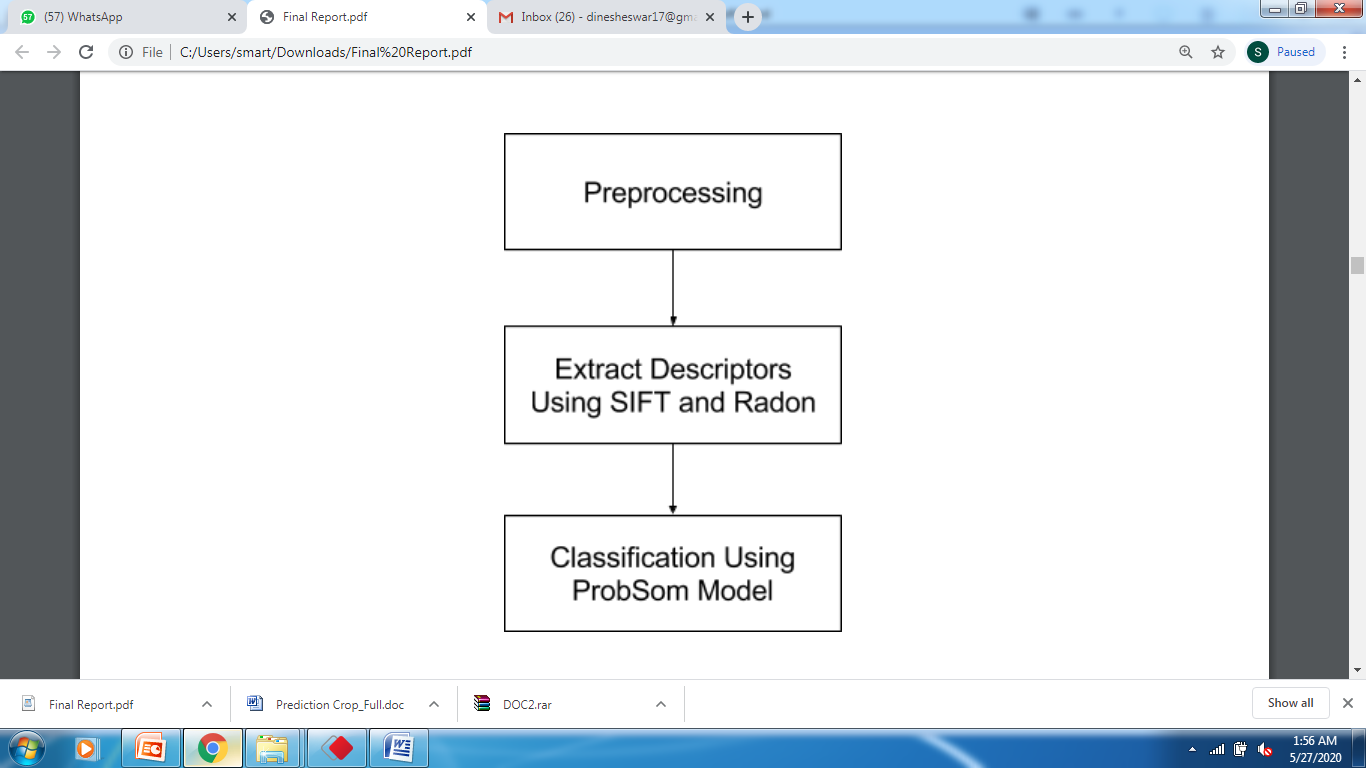 57
(57) WhatsApp
Final Report.pdf
Inbox (26) - dinesheswar17@gm
File
C:/Users/smart/Downloads/Final%20Report.pdf
S
Paused
Preprocessing
Extract Descriptors
Using SIFT and Radon
Classification Using
ProbSom Model
Final Report.pdf
Prediction Crop_Full.doc
DOC2.rar
Show all
1:56 AM
5/27/2020